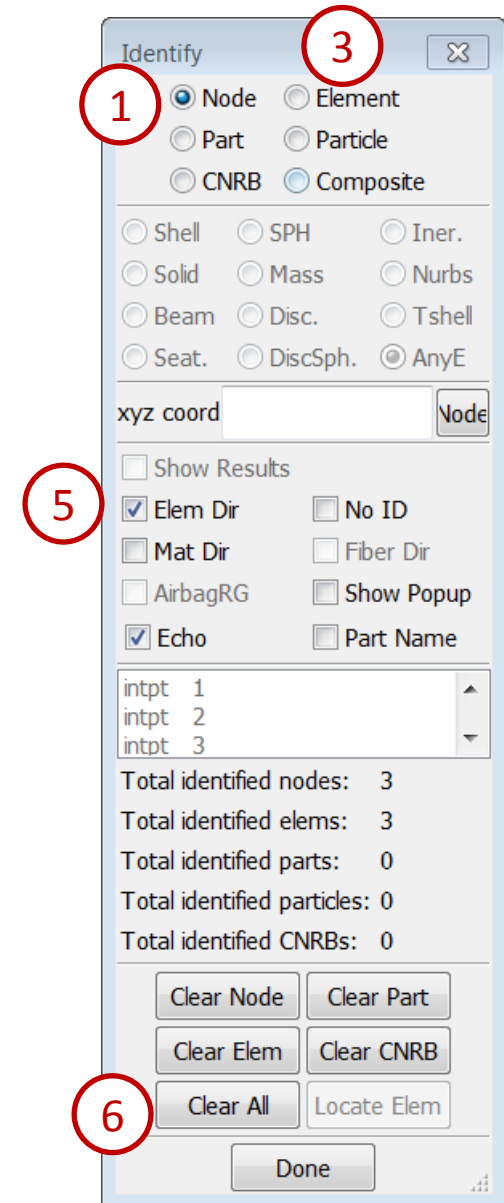 Identify
3
1
Node Element
Part Particle
CNRB Composite
Shell SPH Iner.
Solid Mass Nurbs
Beam Disc. Tshell
Seat. DiscSph. AnyE
xyz coord Node
Show Results
5
Elem Dir No ID
Mat Dir Fiber Dir
AirbagRG Show Popup
Echo Part Name
intpt 1
intpt 2
intpt 3
Total identified nodes: 3
Total identified elems: 3
Total identified parts: 0
Total identified particles: 0
Total identified CNRBs: 0
Clear Node Clear Part
Clear Elem Clear CNRB
6
Clear All Locate Elem
Done